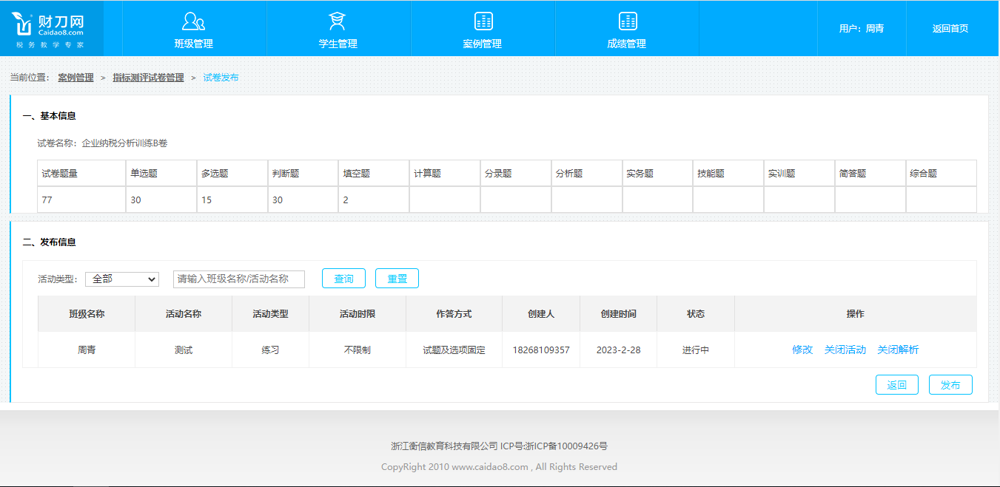 财刀网
Caidao8.com
税务教学专家
班级管理 学生管理 案例管理 成绩管理 用户：周青 返回首页
当前位置： 案例管理 > 指标测评试卷管理 > 试卷发布
一、基本信息
试卷名称：企业纳税分析训练B卷
试卷题量 单选题 多选题 判断题 填空题 计算题 分录题 分析题 实务题 技能题 实训题 简答题 综合题
77 30 15 30 2
二、发布信息
活动类型： 全部 请输入班级名称/活动名称 查询 重置
班级名称 活动名称 活动类型 活动时限 作答方式 创建人 创建时间 状态 操作
周青 测试 练习 不限制 试题及选项固定 18268109357 2023-2-28 进行中 修改 关闭活动 关闭解析
返回 发布
浙江衡信教育科技有限公司 ICP号:浙ICP备10009426号
CopyRight 2010 www.caidao8.com , All Rights Reserved